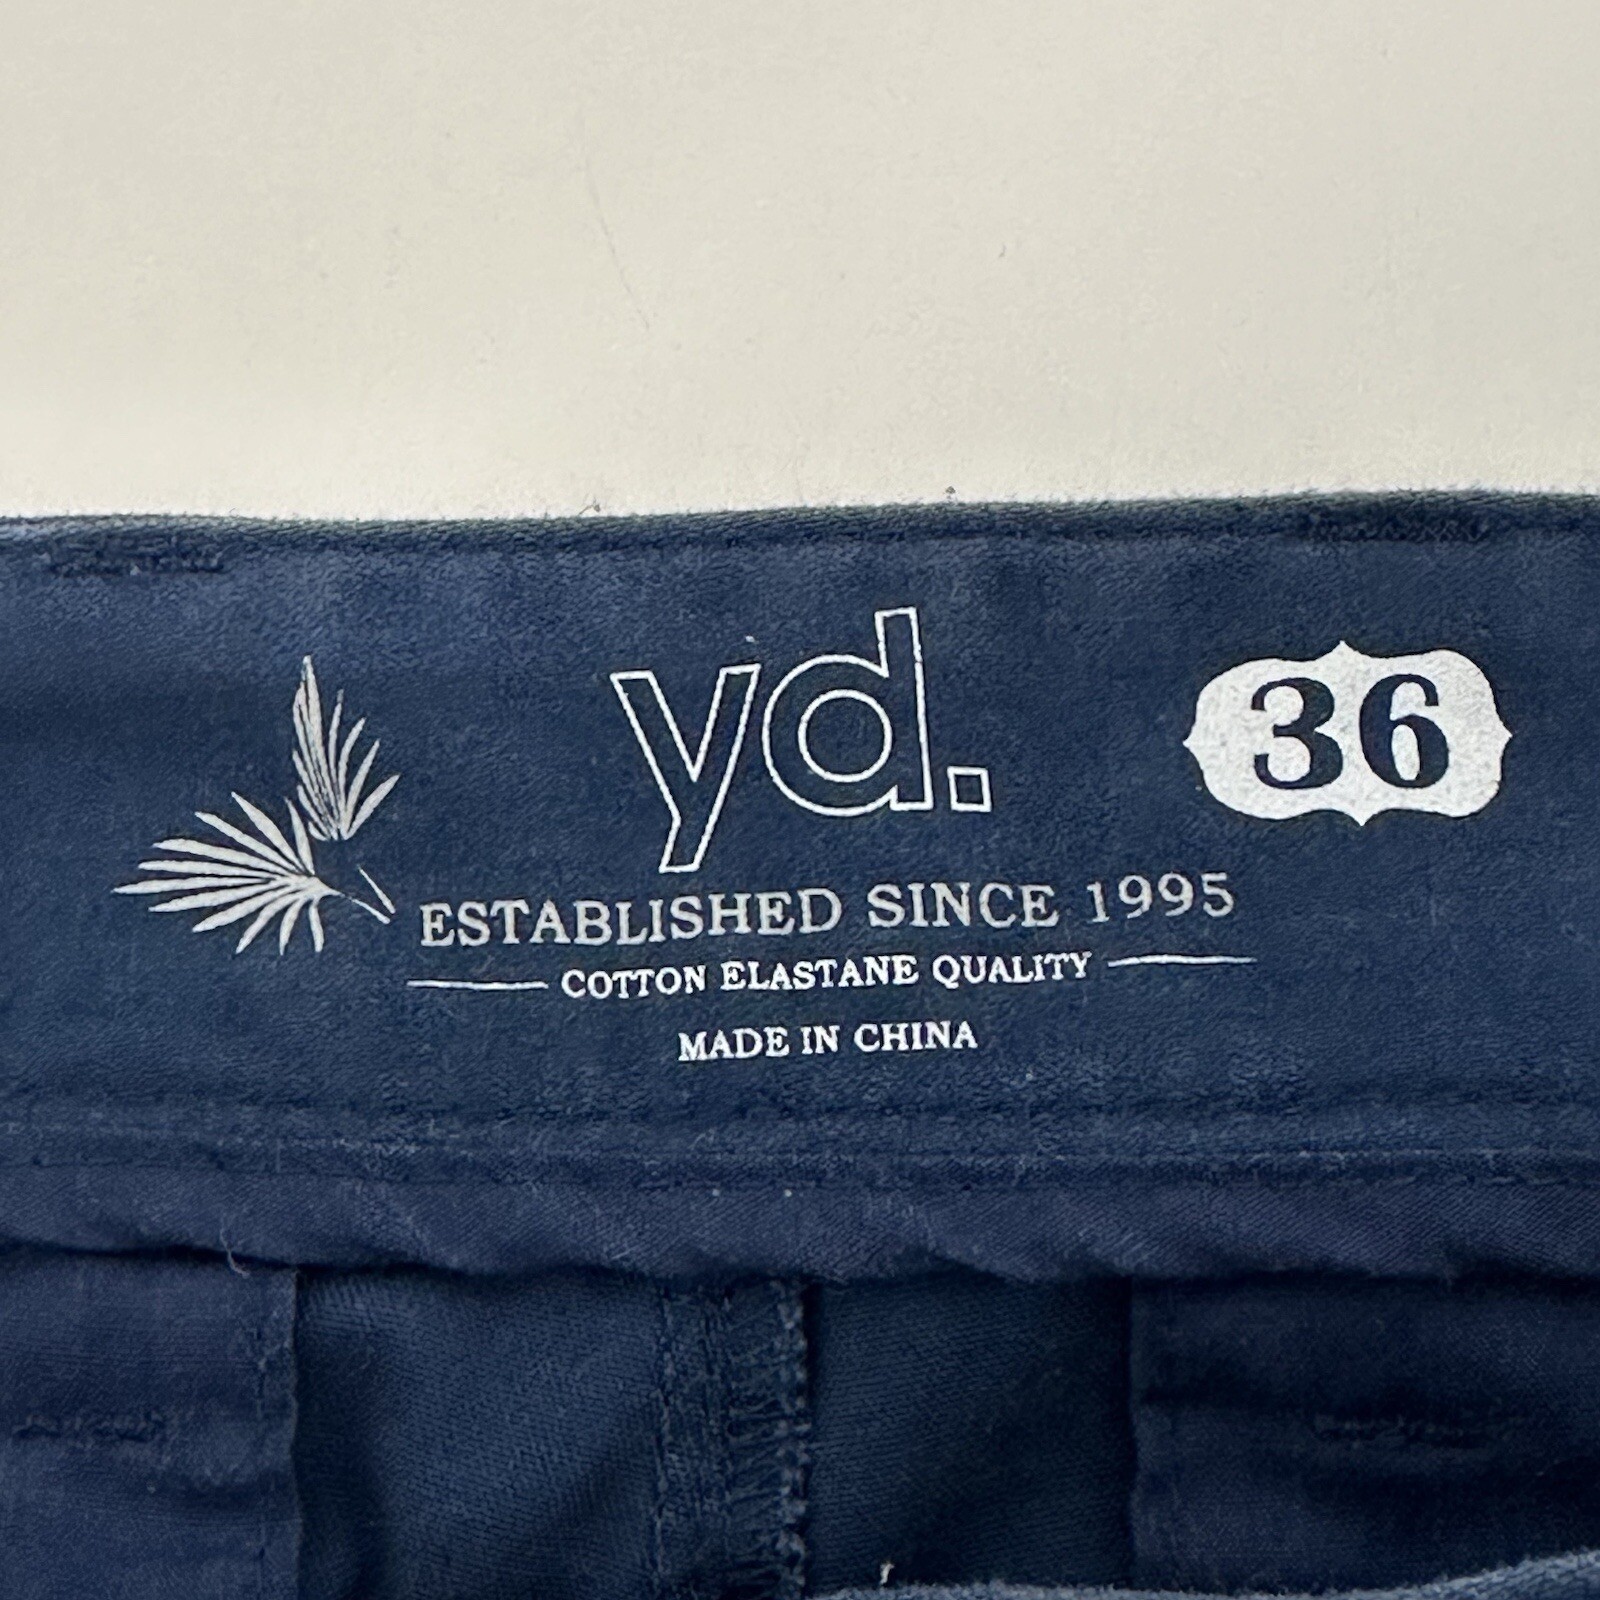 yd.
36
ESTABLISHED SINCE 1995
COTTON ELASTANE QUALITY
MADE IN CHINA